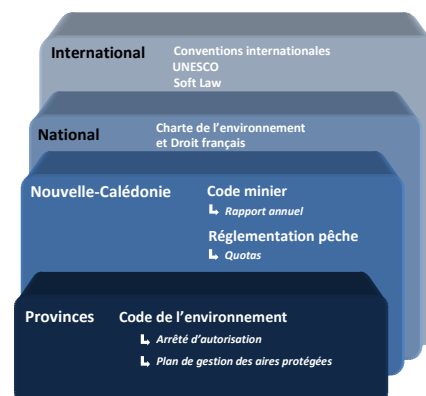 International
Conventions internationales
UNESCO
Soft Law
National
Charte de l'environnement
et Droit français
Nouvelle-Calédonie
Code minier
Rapport annuel
Réglementation pêche
Quotas
Provinces
Code de l'environnement
Arrêté d'autorisation
Plan de gestion des aires protégées